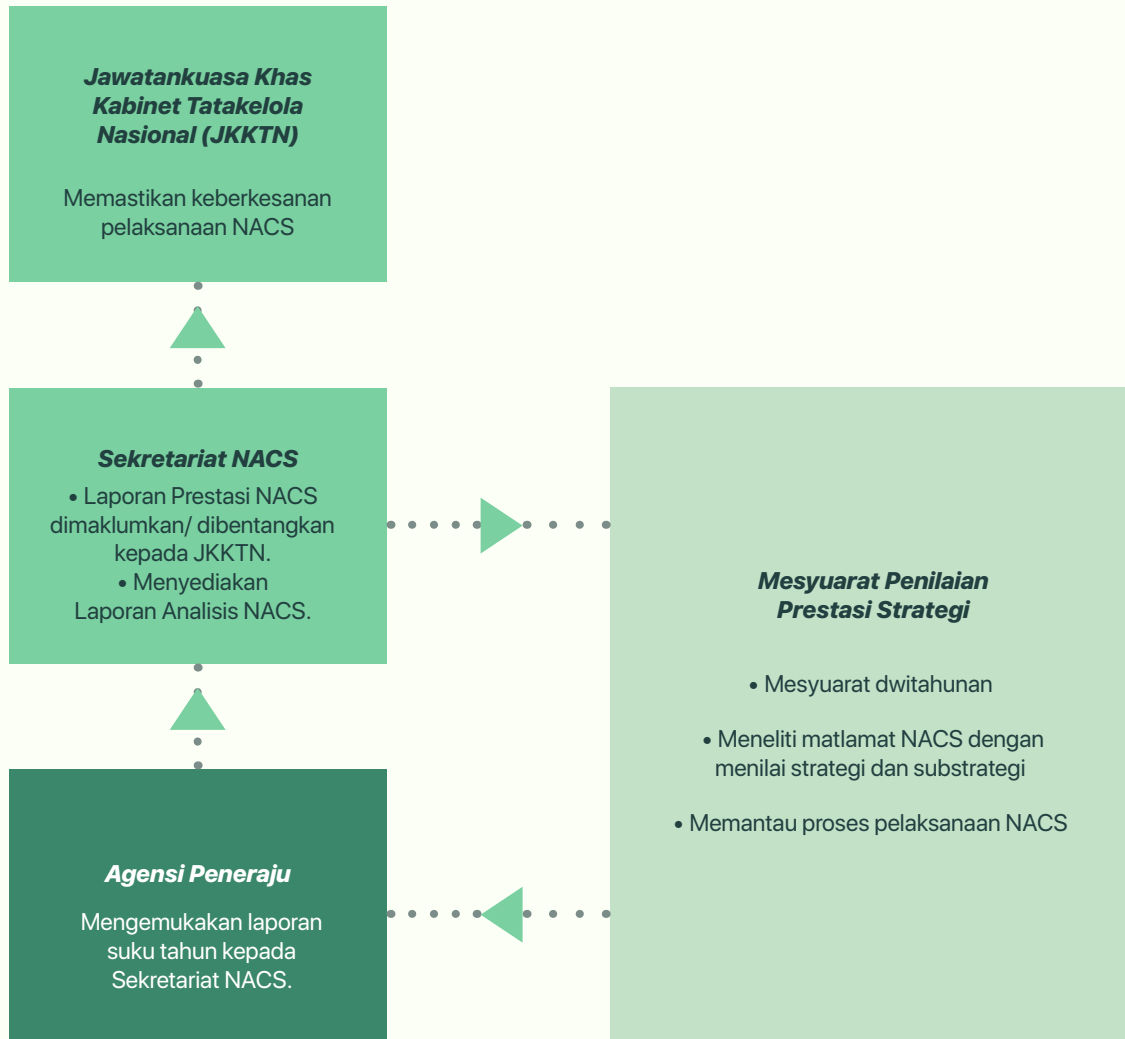 Jawatankuasa Khas
Kabinet Tatakelola
Nasional (JKKTN)
Memastikan keberkesanan
pelaksanaan NACS
Sekretariat NACS
• Laporan Prestasi NACS
dimaklumkan/ dibentangkan
kepada JKKTN.
• Menyediakan
Laporan Analisis NACS.
Mesyuarat Penilaian
Prestasi Strategi
• Mesyuarat dwitahunan
• Meneliti matlamat NACS dengan
menilai strategi dan substrategi
• Memantau proses pelaksanaan NACS
Agensi Peneraju
Mengemukakan laporan
suku tahun kepada
Sekretariat NACS.